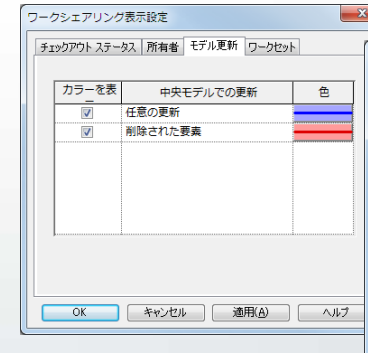 ワークシェアリング表示設定
チェックアウト ステータス 所有者 モデル更新 ワークセット
カラーを表 中央モデルでの更新 色
任意の更新
削除された要素
OK キャンセル 適用(A) ヘルプ